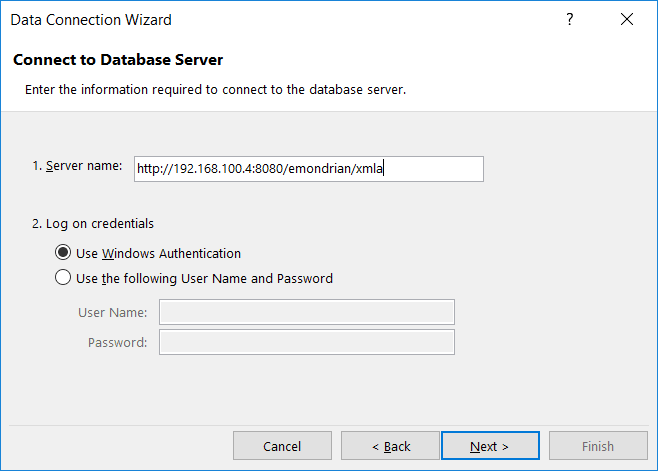 Data Connection Wizard ?
Connect to Database Server
Enter the information required to connect to the database server.
1. Server name: http://192.168.100.4:8080/emondrian/xmla
2. Log on credentials
Use Windows Authentication
Use the following User Name and Password
User Name:
Password:
Cancel < Back Next > Finish